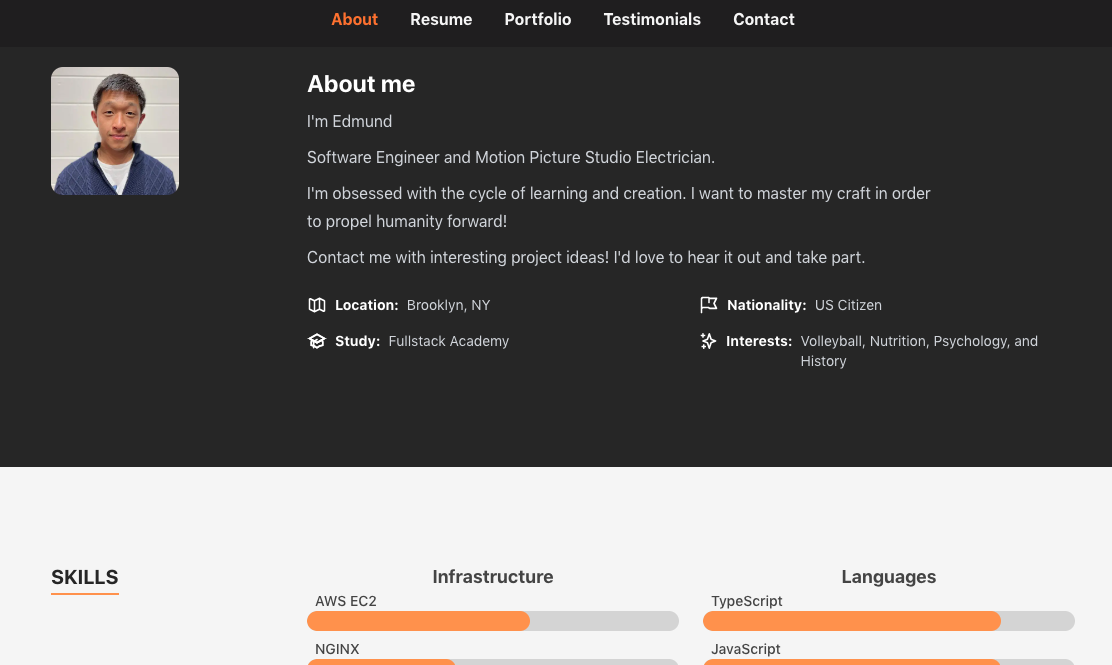 About Resume Portfolio Testimonials Contact
About me
I'm Edmund
Software Engineer and Motion Picture Studio Electrician.
I'm obsessed with the cycle of learning and creation. I want to master my craft in order
to propel humanity forward!
Contact me with interesting project ideas! I'd love to hear it out and take part.
Location: Brooklyn, NY
Nationality: US Citizen
Study: Fullstack Academy
Interests: Volleyball, Nutrition, Psychology, and
History
SKILLS
Infrastructure
AWS EC2
NGINX
Languages
TypeScript
JavaScript